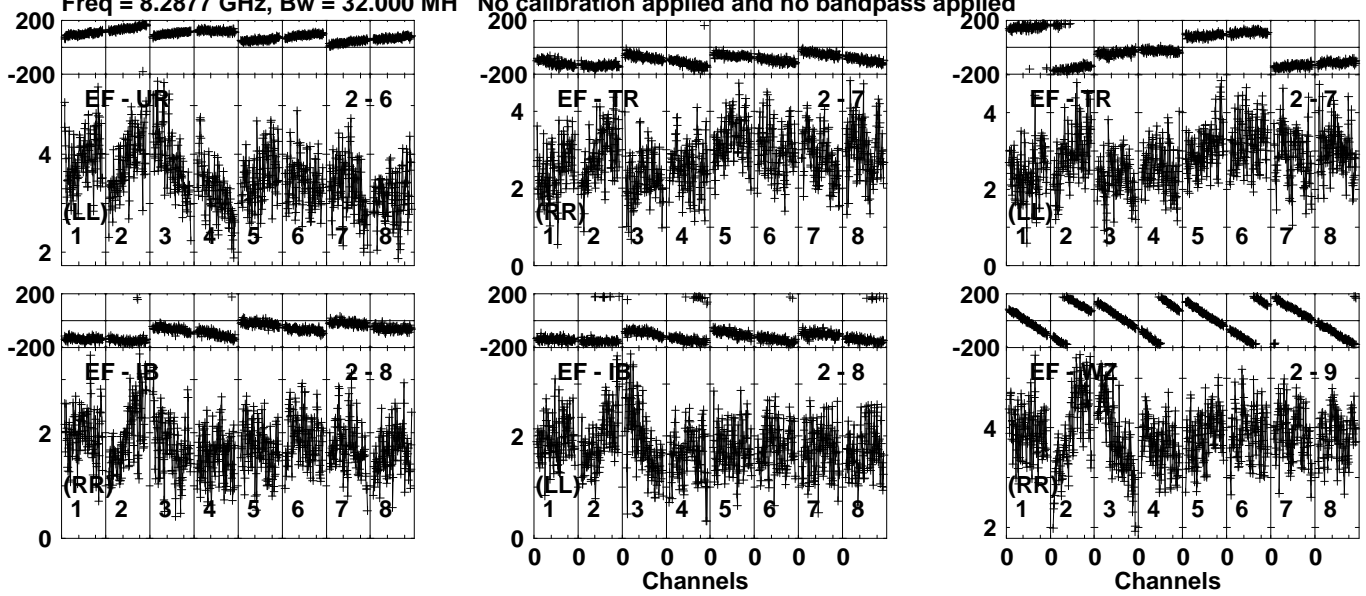 Freq = 8.2877 GHz, Bw = 32.000 MH No calibration applied and no bandpass applied
200
-200
EF - UR 2 - 6
4
(LL)
1 2 3 4 5 6 7 8
2
EF - TR 2 - 7
4
2
(RR)
1 2 3 4 5 6 7 8
0
200
-200
EF - TR 2 - 7
4
2
(LL)
1 2 3 4 5 6 7 8
0
200
-200
200
-200
EF - IB 2 - 8
2
(RR)
1 2 3 4 5 6 7 8
0
200
-200
EF - IB 2 - 8
2
(LL)
1 2 3 4 5 6 7 8
0
0 0 0 0 0 0 0 0
Channels
200
-200
EF - WZ 2 - 9
4
(RR)
1 2 3 4 5 6 7 8
2
0 0 0 0 0 0 0 0
Channels
200
-200